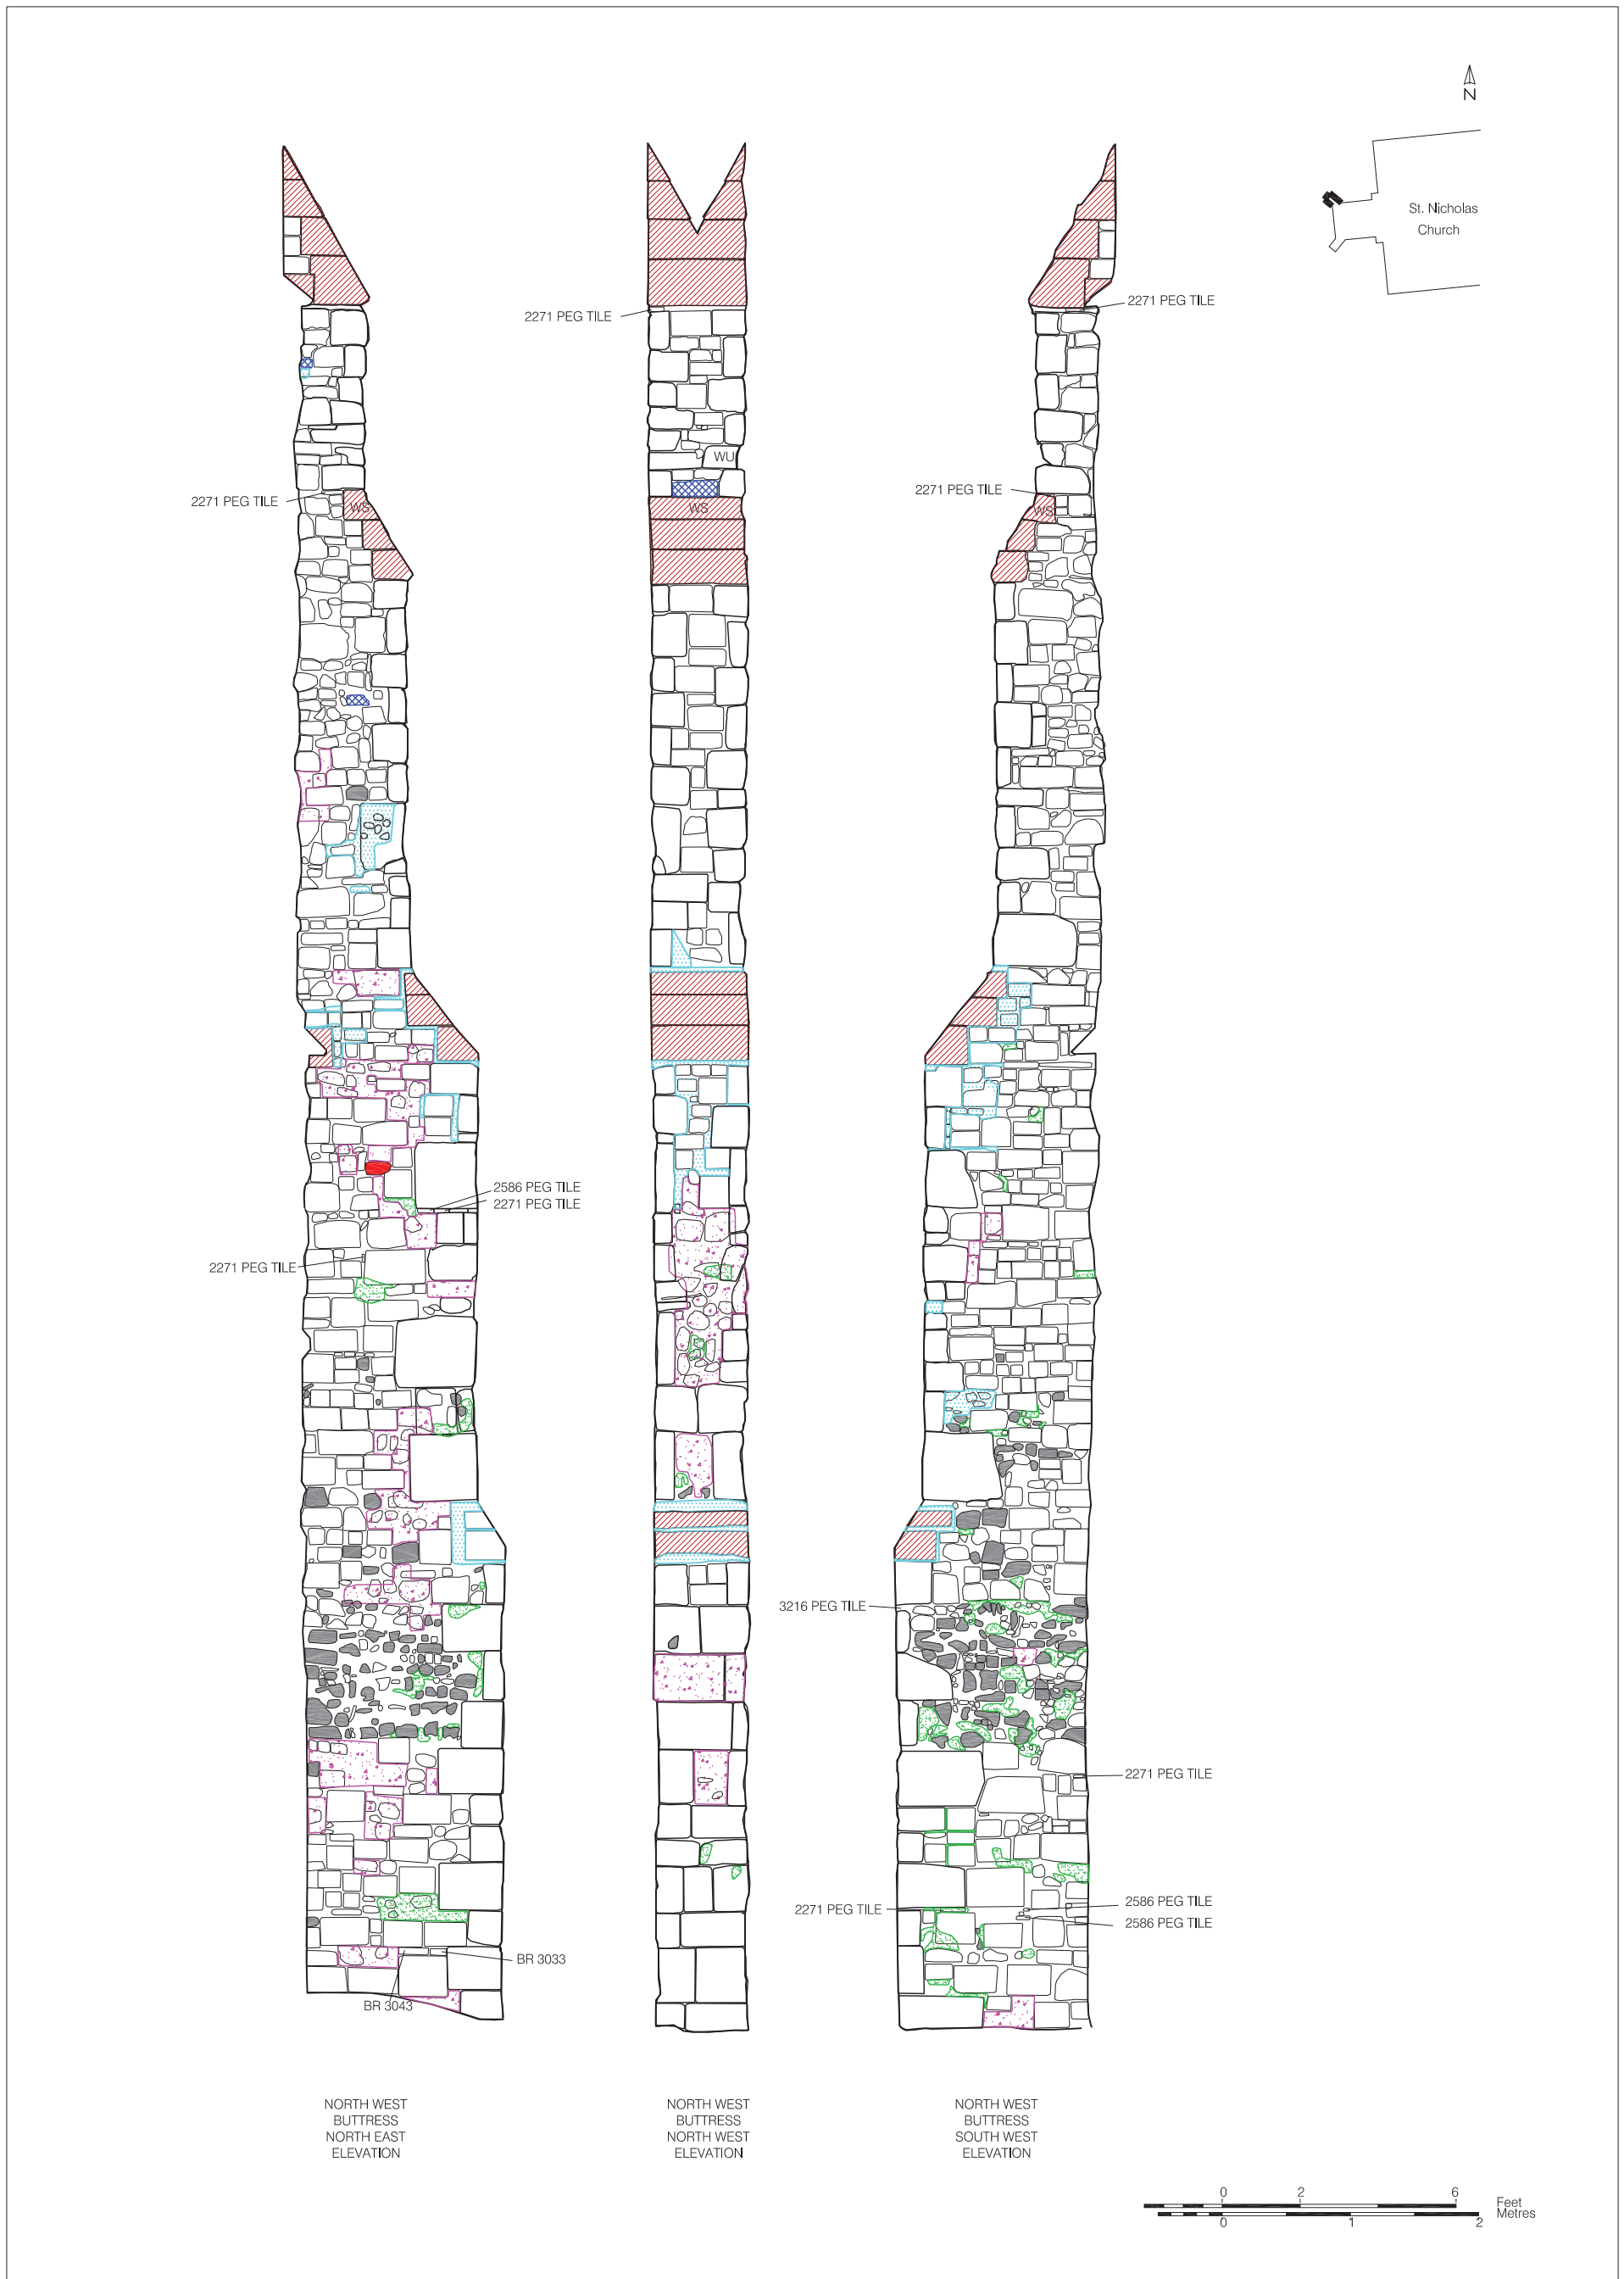 N
St. Nicholas
Church
2271 PEG TILE
2271 PEG TILE
WU
2271 PEG TILE
2271 PEG TILE
WS
WS
WS
2586 PEG TILE
2271 PEG TILE
2271 PEG TILE
3216 PEG TILE
2271 PEG TILE
2271 PEG TILE
2586 PEG TILE
2586 PEG TILE
BR 3033
BR 3043
NORTH WEST
BUTTRESS
NORTH EAST
ELEVATION
NORTH WEST
BUTTRESS
NORTH WEST
ELEVATION
NORTH WEST
BUTTRESS
SOUTH WEST
ELEVATION
0 2 6
Feet
Metres
0 1 2